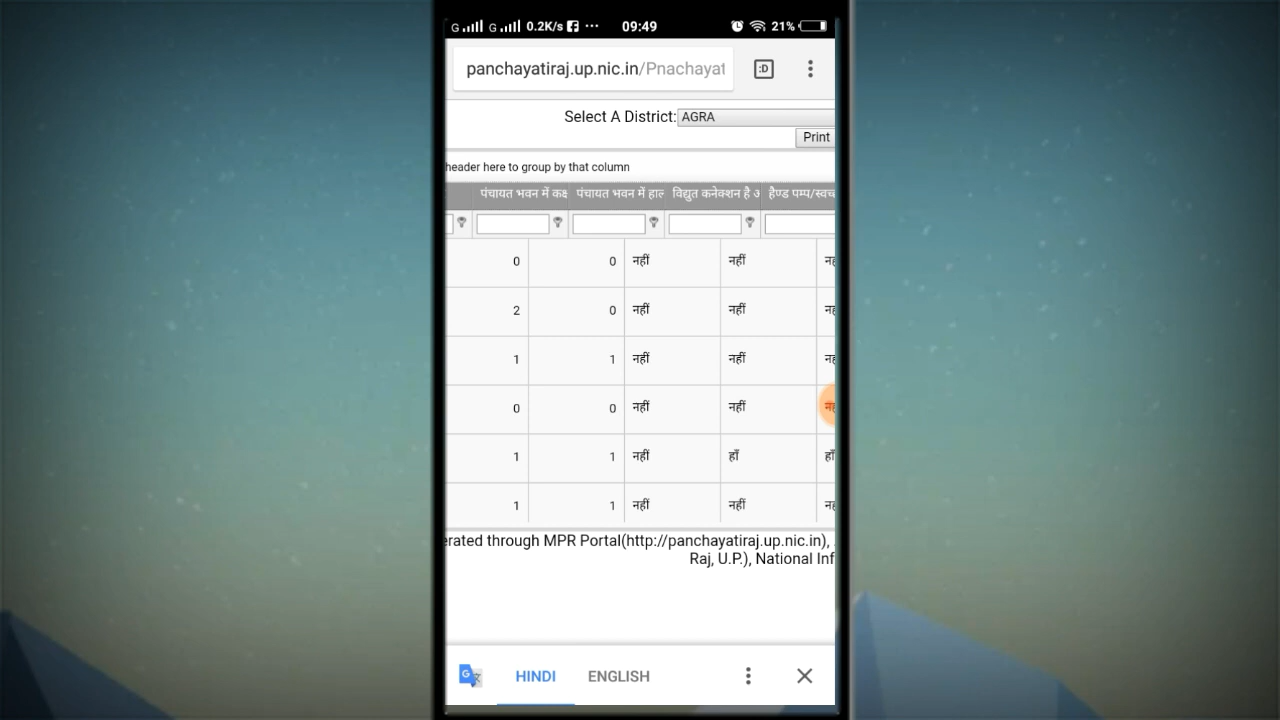 G G 0.2K/s ••• 09:49 21%
panchayatiraj.up.nic.in/Pnachayat :D
Select A District: AGRA
Print
header here to group by that column
पंचायत भवन में कक्ष पंचायत भवन में हाल विद्युत कनेक्शन है अ हैण्ड पम्प/स्वच्
0 0 नहीं नहीं
2 0 नहीं नहीं
1 1 नहीं नहीं
0 0 नहीं नहीं
1 1 नहीं हाँ हाँ
1 1 नहीं नहीं
erated through MPR Portal(http://panchayatiraj.up.nic.in),
Raj, U.P.), National Inf
HINDI ENGLISH